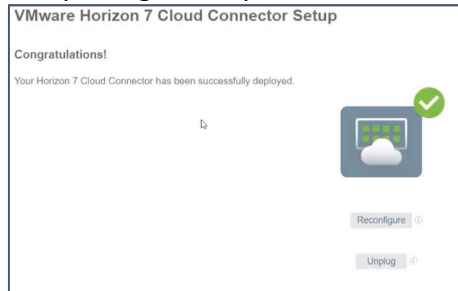 VMware Horizon 7 Cloud Connector Setup
Congratulations!
Your Horizon 7 Cloud Connector has been successfully deployed.
Reconfigure
Unplug